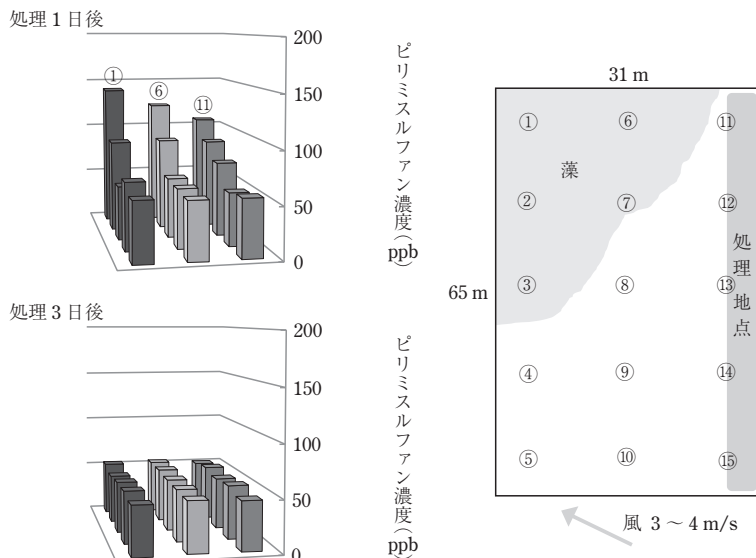 処理1日後
200
150
100
50
0
①
⑥
⑪
ピリミスルファン濃度(ppb)
処理3日後
200
150
100
50
0
ピリミスルファン濃度(ppb)
31 m
65 m
① ⑥ ⑪
藻
② ⑦ ⑫
③ ⑧ ⑬
④ ⑨ ⑭
⑤ ⑩ ⑮
処理地点
風 3～4 m/s